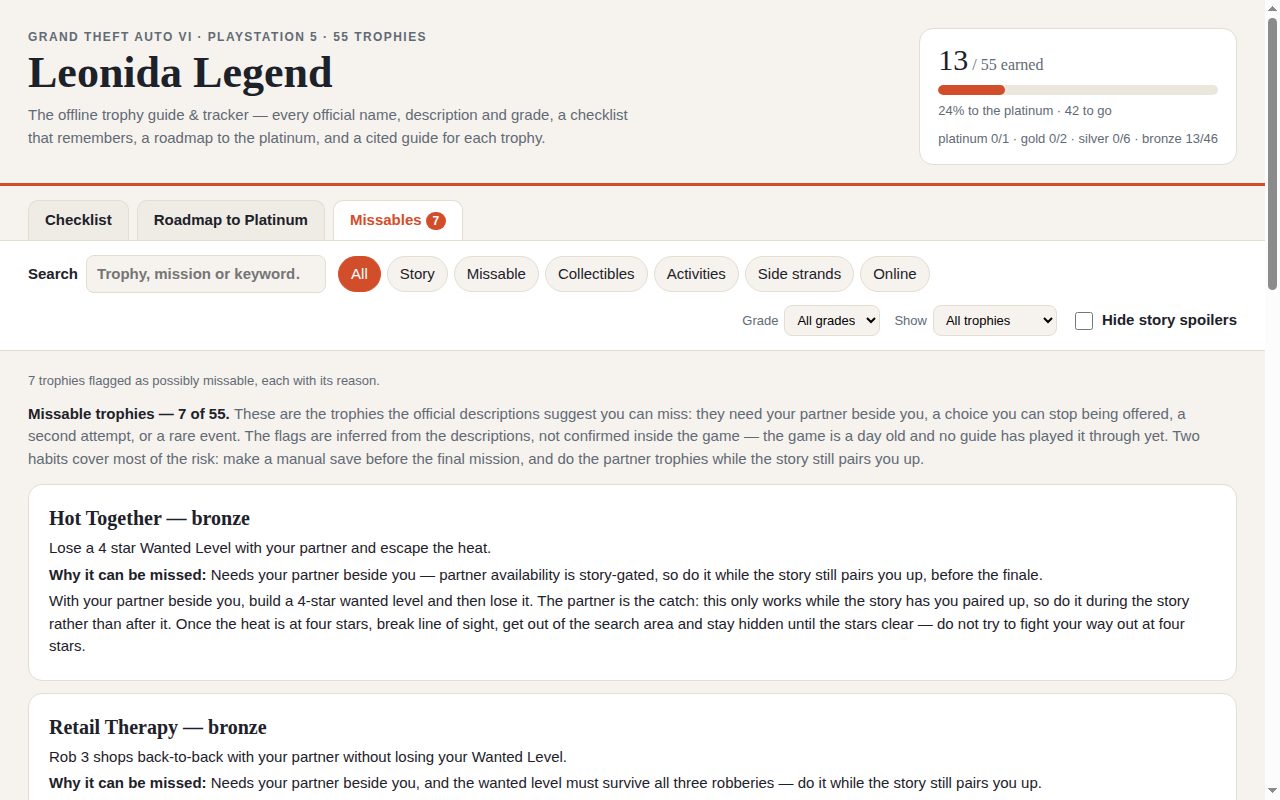 GRAND THEFT AUTO VI · PLAYSTATION 5 · 55 TROPHIES
Leonida Legend
The offline trophy guide & tracker — every official name, description and grade, a checklist
that remembers, a roadmap to the platinum, and a cited guide for each trophy.
13 / 55 earned
24% to the platinum · 42 to go
platinum 0/1 · gold 0/2 · silver 0/6 · bronze 13/46
Checklist
Roadmap to Platinum
Missables 7
Search
Trophy, mission or keyword.
All
Story
Missable
Collectibles
Activities
Side strands
Online
Grade
All grades
Show
All trophies
Hide story spoilers
7 trophies flagged as possibly missable, each with its reason.
Missable trophies — 7 of 55. These are the trophies the official descriptions suggest you can miss: they need your partner beside you, a choice you can stop being offered, a
second attempt, or a rare event. The flags are inferred from the descriptions, not confirmed inside the game — the game is a day old and no guide has played it through yet. Two
habits cover most of the risk: make a manual save before the final mission, and do the partner trophies while the story still pairs you up.
Hot Together — bronze
Lose a 4 star Wanted Level with your partner and escape the heat.
Why it can be missed: Needs your partner beside you — partner availability is story-gated, so do it while the story still pairs you up, before the finale.
With your partner beside you, build a 4-star wanted level and then lose it. The partner is the catch: this only works while the story has you paired up, so do it during the story
rather than after it. Once the heat is at four stars, break line of sight, get out of the search area and stay hidden until the stars clear — do not try to fight your way out at four
stars.
Retail Therapy — bronze
Rob 3 shops back-to-back with your partner without losing your Wanted Level.
Why it can be missed: Needs your partner beside you, and the wanted level must survive all three robberies — do it while the story still pairs you up.